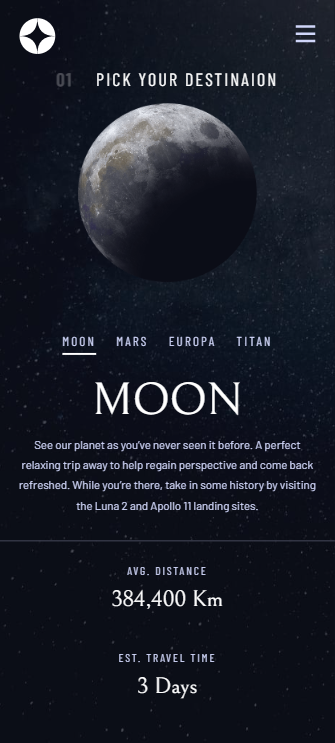 01 PICK YOUR DESTINAION
MOON MARS EUROPA TITAN
MOON
See our planet as you’ve never seen it before. A perfect
relaxing trip away to help regain perspective and come back
refreshed. While you’re there, take in some history by visiting
the Luna 2 and Apollo 11 landing sites.
AVG. DISTANCE
384,400 Km
EST. TRAVEL TIME
3 Days